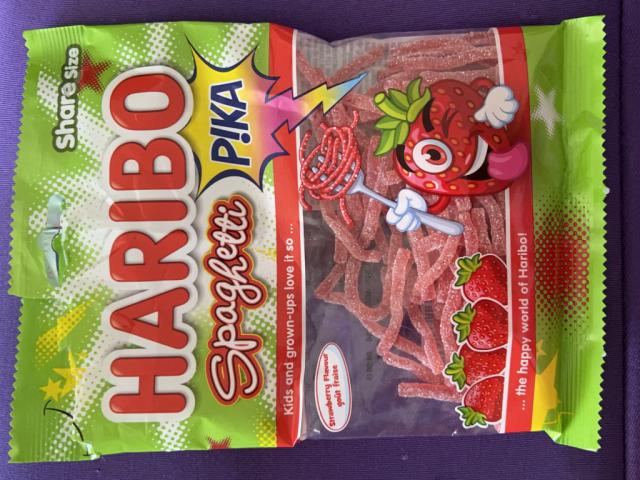 Share Size
HARIBO
P!KA
Spaghetti
Kids and grown-ups love it so ...
Strawberry Flavour
goût fraise
... the happy world of Haribo!